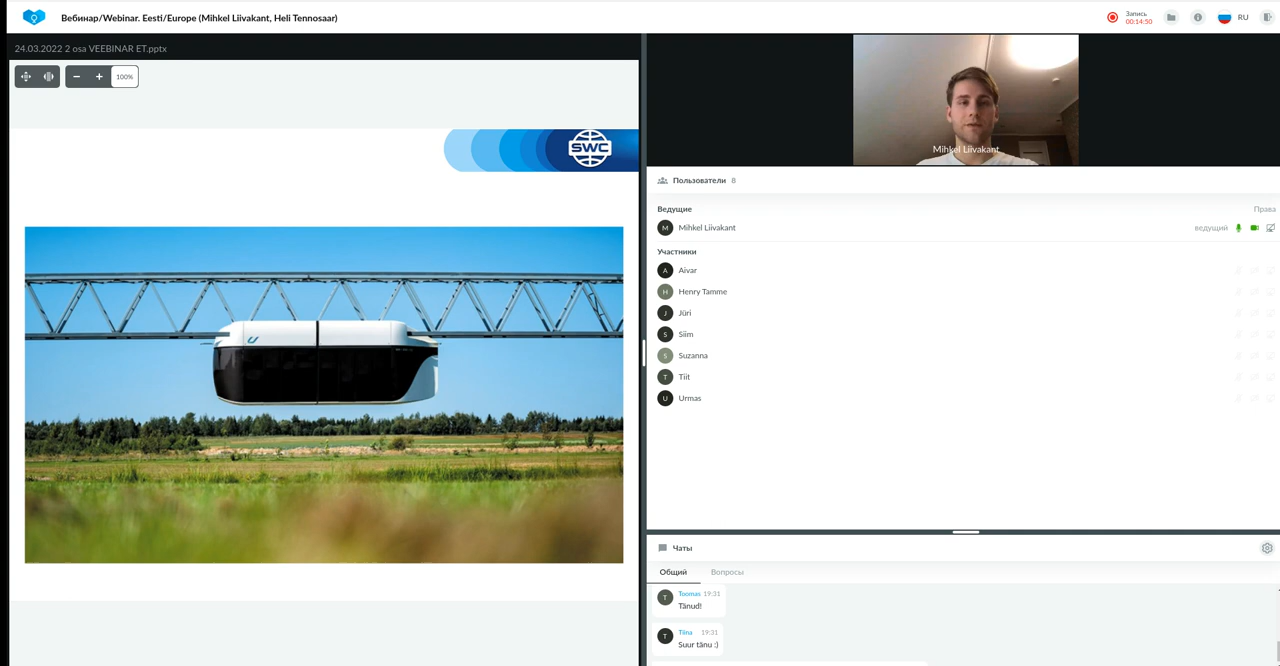 Вебинар/Webinar. Eesti/Europe (Mihkel Liivakant, Heli Tennosaar)
Запись
00:14:50
RU
24.03.2022 2 osa VEEBINAR ET.pptx
100%
SWC
Mihkel Liivakant
Пользователи 8
Ведущие
Права
M Mihkel Liivakant
ведущий
Участники
A Aivar
H Henry Tamme
J Jüri
S Siim
S Suzanna
T Tiit
U Urmas
Чаты
Общий
Вопросы
T Toomas 19:31
Tänud!
T Tiina 19:31
Suur tänu :)